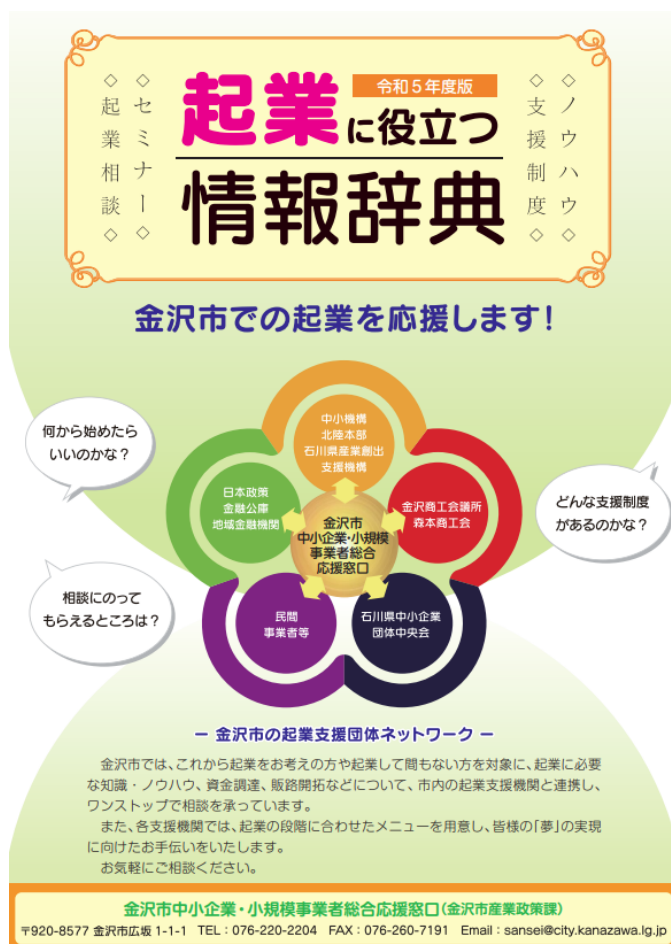 令和5年度版
起業に役立つ
情報辞典
◇ノウハウ◇
◇支援制度◇
◇セミナー◇
◇起業相談◇
金沢市での起業を応援します!
何から始めたら
いいのかな?
どんな支援制度
があるのかな?
相談にのって
もらえるところは?
中小機構
北陸本部
石川県産業創出
支援機構
日本政策
金融公庫
地域金融機関
金沢商工会議所
森本商工会
金沢市
中小企業・小規模
事業者総合
応援窓口
民間
事業者等
石川県中小企業
団体中央会
― 金沢市の起業支援団体ネットワーク ―
金沢市では、これから起業をお考えの方や起業して間もない方を対象に、起業に必要
な知識・ノウハウ、資金調達、販路開拓などについて、市内の起業支援機関と連携し、
ワンストップで相談を承っています。
また、各支援機関では、起業の段階に合わせたメニューを用意し、皆様の「夢」の実現
に向けたお手伝いをいたします。
お気軽にご相談ください。
金沢市中小企業・小規模事業者総合応援窓口(金沢市産業政策課)
〒920-8577 金沢市広坂 1-1-1 TEL:076-220-2204 FAX:076-260-7191 Email:sansei@city.kanazawa.lg.jp